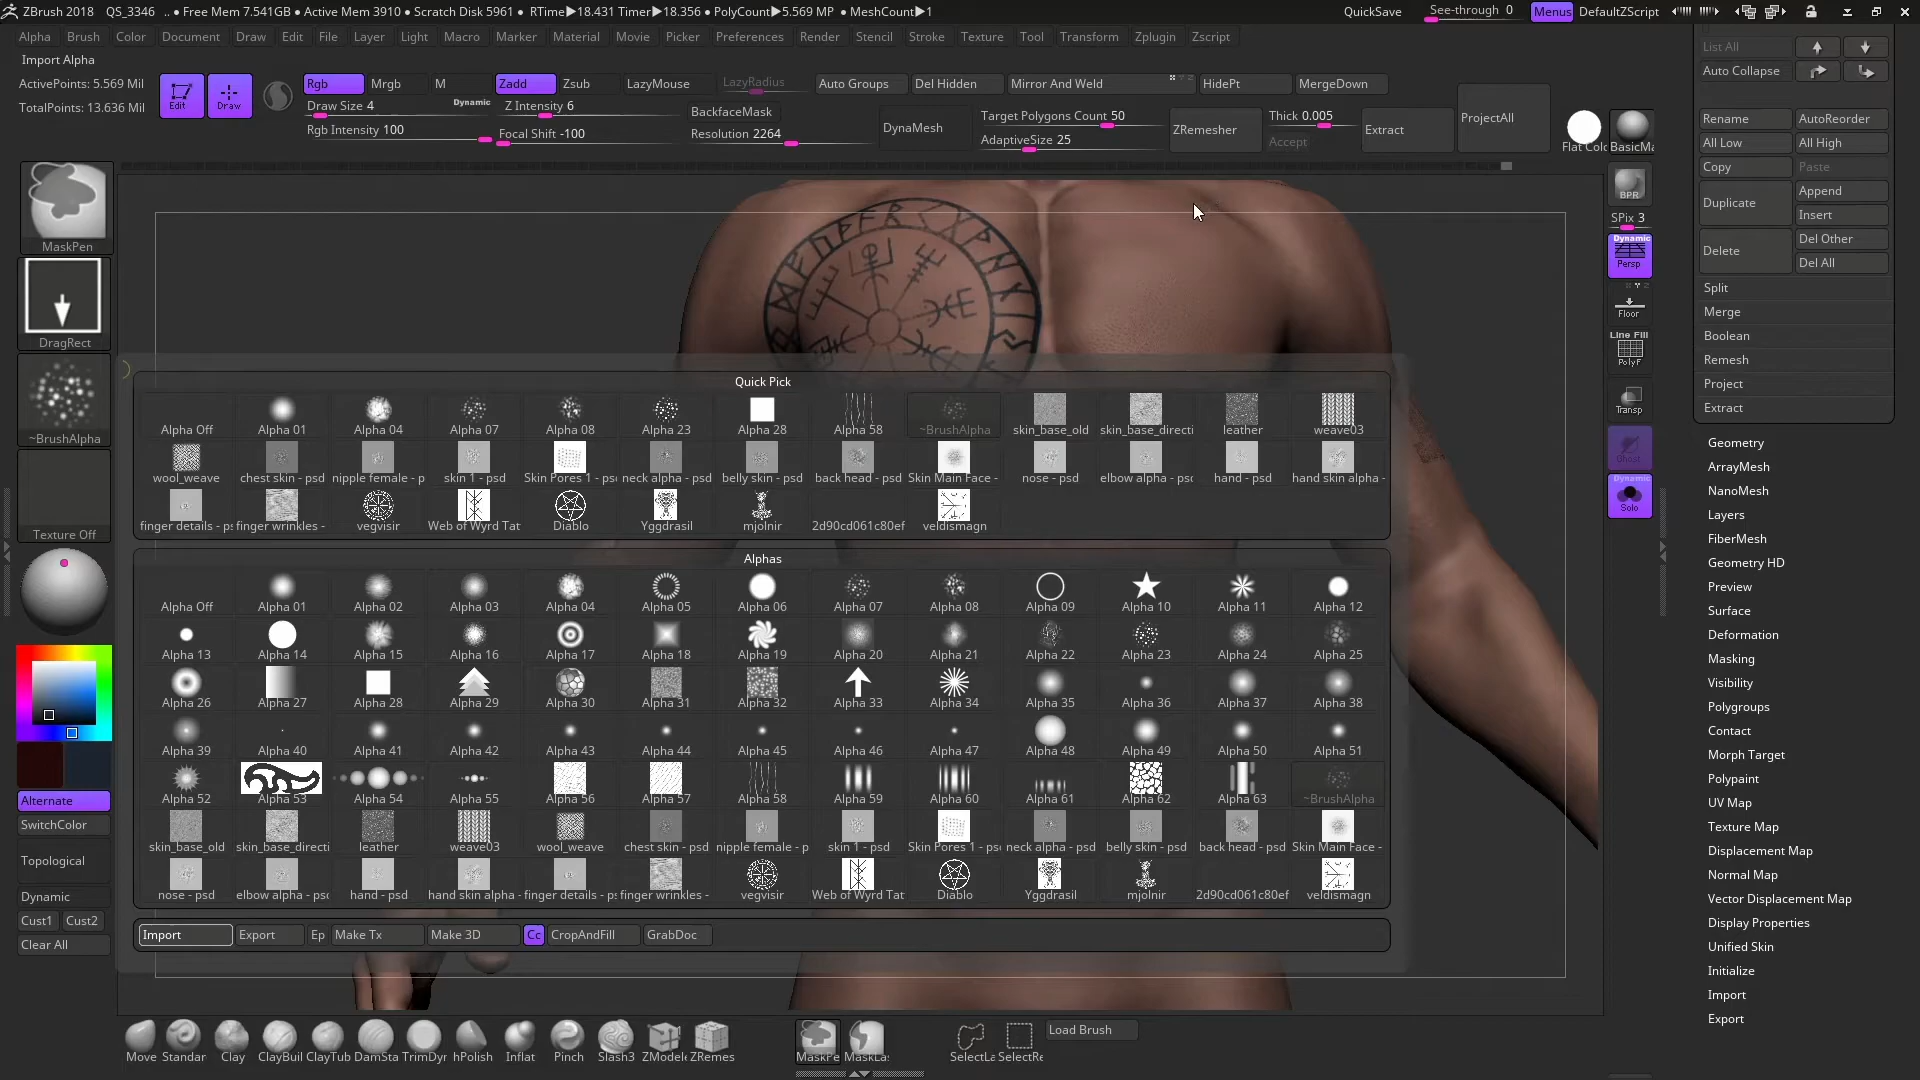 ZBrush 2018 QS_3346 .. • Free Mem 7.541GB • Active Mem 3910 • Scratch Disk 5961 • RTime▶18.431 Timer▶18.356 • PolyCount▶5.569 MP • MeshCount▶1 QuickSave See-through 0 Menus DefaultZScript
Alpha Brush Color Document Draw Edit File Layer Light Macro Marker Material Movie Picker Preferences Render Stencil Stroke Texture Tool Transform Zplugin Zscript
Import Alpha
ActivePoints: 5.569 Mil
TotalPoints: 13.636 Mil
Edit Draw
Rgb Mrgb M Zadd Zsub LazyMouse LazyRadius Auto Groups Del Hidden Mirror And Weld HidePt MergeDown
Draw Size 4 Dynamic Z Intensity 6 BackfaceMask
Rgb Intensity 100 Focal Shift -100 Resolution 2264
DynaMesh
Target Polygons Count 50
AdaptiveSize 25
ZRemesher
Thick 0.005
Accept
Extract
ProjectAll
Flat Colo BasicMa
MaskPen
DragRect
~BrushAlpha
Texture Off
Alternate
SwitchColor
Topological
Dynamic
Cust1 Cust2
Clear All
Quick Pick
Alpha Off Alpha 01 Alpha 04 Alpha 07 Alpha 08 Alpha 23 Alpha 28 Alpha 58 ~BrushAlpha skin_base_old skin_base_directi leather weave03
wool_weave chest skin - psd nipple female - p skin 1 - psd Skin Pores 1 - psd neck alpha - psd belly skin - psd back head - psd Skin Main Face - nose - psd elbow alpha - psd hand - psd hand skin alpha -
finger details - ps finger wrinkles - vegvisir Web of Wyrd Tat Diablo Yggdrasil mjolnir 2d90cd061c80ef veldismagn
Alphas
Alpha Off Alpha 01 Alpha 02 Alpha 03 Alpha 04 Alpha 05 Alpha 06 Alpha 07 Alpha 08 Alpha 09 Alpha 10 Alpha 11 Alpha 12
Alpha 13 Alpha 14 Alpha 15 Alpha 16 Alpha 17 Alpha 18 Alpha 19 Alpha 20 Alpha 21 Alpha 22 Alpha 23 Alpha 24 Alpha 25
Alpha 26 Alpha 27 Alpha 28 Alpha 29 Alpha 30 Alpha 31 Alpha 32 Alpha 33 Alpha 34 Alpha 35 Alpha 36 Alpha 37 Alpha 38
Alpha 39 Alpha 40 Alpha 41 Alpha 42 Alpha 43 Alpha 44 Alpha 45 Alpha 46 Alpha 47 Alpha 48 Alpha 49 Alpha 50 Alpha 51
Alpha 52 Alpha 53 Alpha 54 Alpha 55 Alpha 56 Alpha 57 Alpha 58 Alpha 59 Alpha 60 Alpha 61 Alpha 62 Alpha 63 ~BrushAlpha
skin_base_old skin_base_directi leather weave03 wool_weave chest skin - psd nipple female - p skin 1 - psd Skin Pores 1 - psd neck alpha - psd belly skin - psd back head - psd Skin Main Face -
nose - psd elbow alpha - psd hand - psd hand skin alpha - finger details - ps finger wrinkles - vegvisir Web of Wyrd Tat Diablo Yggdrasil mjolnir 2d90cd061c80ef veldismagn
Import Export Ep Make Tx Make 3D Cc CropAndFill GrabDoc
Move Standar Clay ClayBuil ClayTub DamSta TrimDyn hPolish Inflat Pinch Slash3 ZModele ZRemes MaskPe MaskLa: SelectLa SelectRe Load Brush
BPR
SPix 3
Dynamic
Persp
Floor
Line Fill
PolyF
Transp
Ghost
Dynamic
Solo
List All
Auto Collapse
Rename AutoReorder
All Low All High
Copy Paste
Duplicate Append
Insert
Delete Del Other
Del All
Split
Merge
Boolean
Remesh
Project
Extract
Geometry
ArrayMesh
NanoMesh
Layers
FiberMesh
Geometry HD
Preview
Surface
Deformation
Masking
Visibility
Polygroups
Contact
Morph Target
Polypaint
UV Map
Texture Map
Displacement Map
Normal Map
Vector Displacement Map
Display Properties
Unified Skin
Initialize
Import
Export